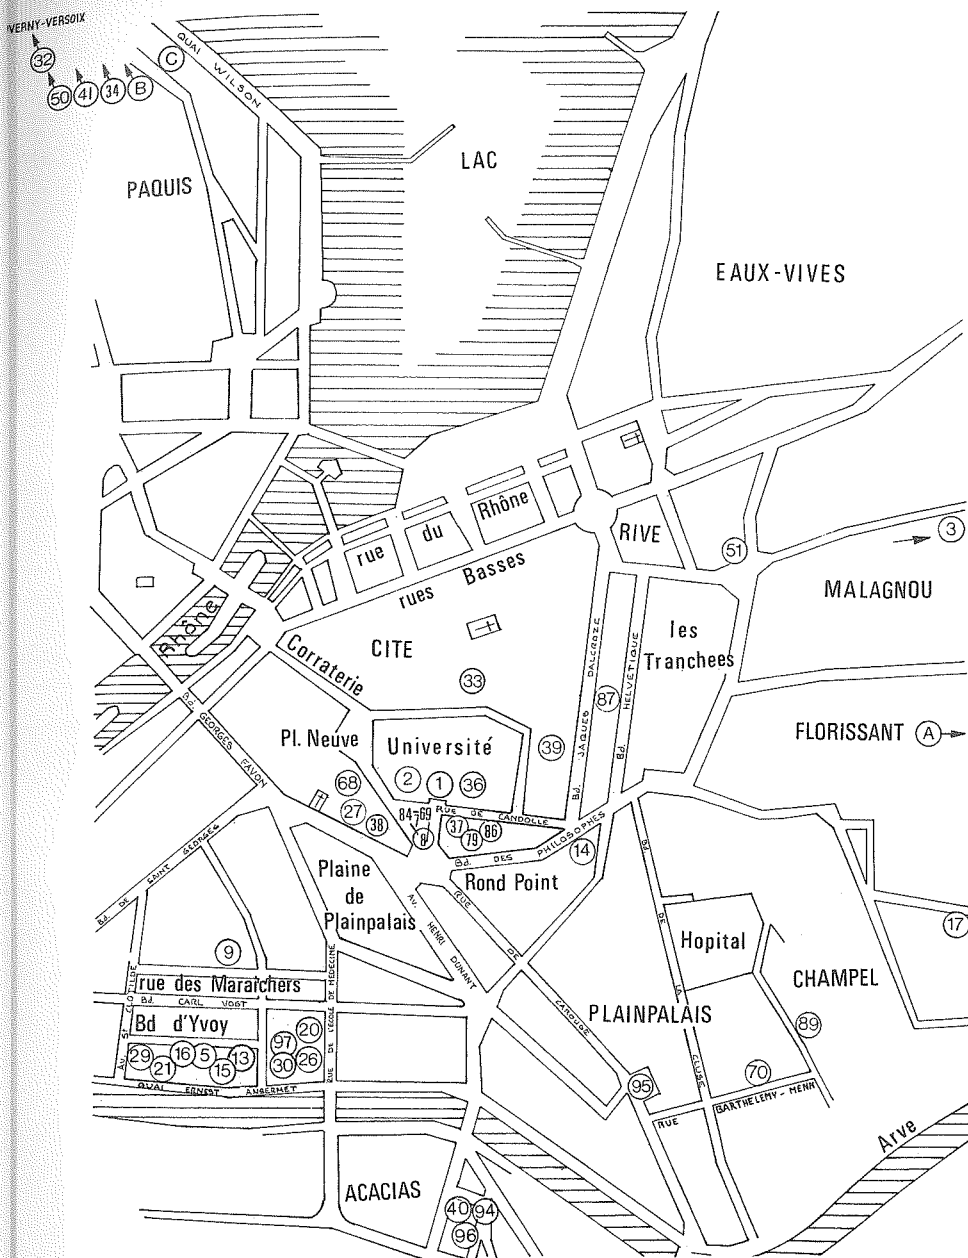 VERNY-VERSOIX
32
50
41
34
B
C
QUAI WILSON
LAC
PAQUIS
EAUX-VIVES
rue du Rhône
rues Basses
RIVE
51
3
MALAGNOU
Rhône
CITE
les
Tranchees
Corraterie
33
87
Bd. JAQUES DALCROZE
Bd. HELVETIQUE
Bd. GEORGES FAVON
Pl. Neuve
Université
39
FLORISSANT
A
68
2
1
36
27
38
84-69
8
RUE DE CANDOLLE
37
86
79
Bd. DES PHILOSOPHES
14
Bd. DE SAINT GEORGES
Plaine
de
Plainpalais
Rond Point
AV. HENRI DUNANT
RUE DE CAROUGE
Bd. DE LA CLUSE
Hopital
17
9
rue des Maraichers
Bd. CARL VOGT
AV. St CLOTILDE
RUE DE L'ÉCOLE DE MÉDECINE
CHAMPEL
PLAINPALAIS
Bd d'Yvoy
20
97
89
29
16
5
13
21
15
30
26
70
95
QUAI ERNEST ANSERMET
RUE BARTHELEMY-MENN
Arve
ACACIAS
40
94
96